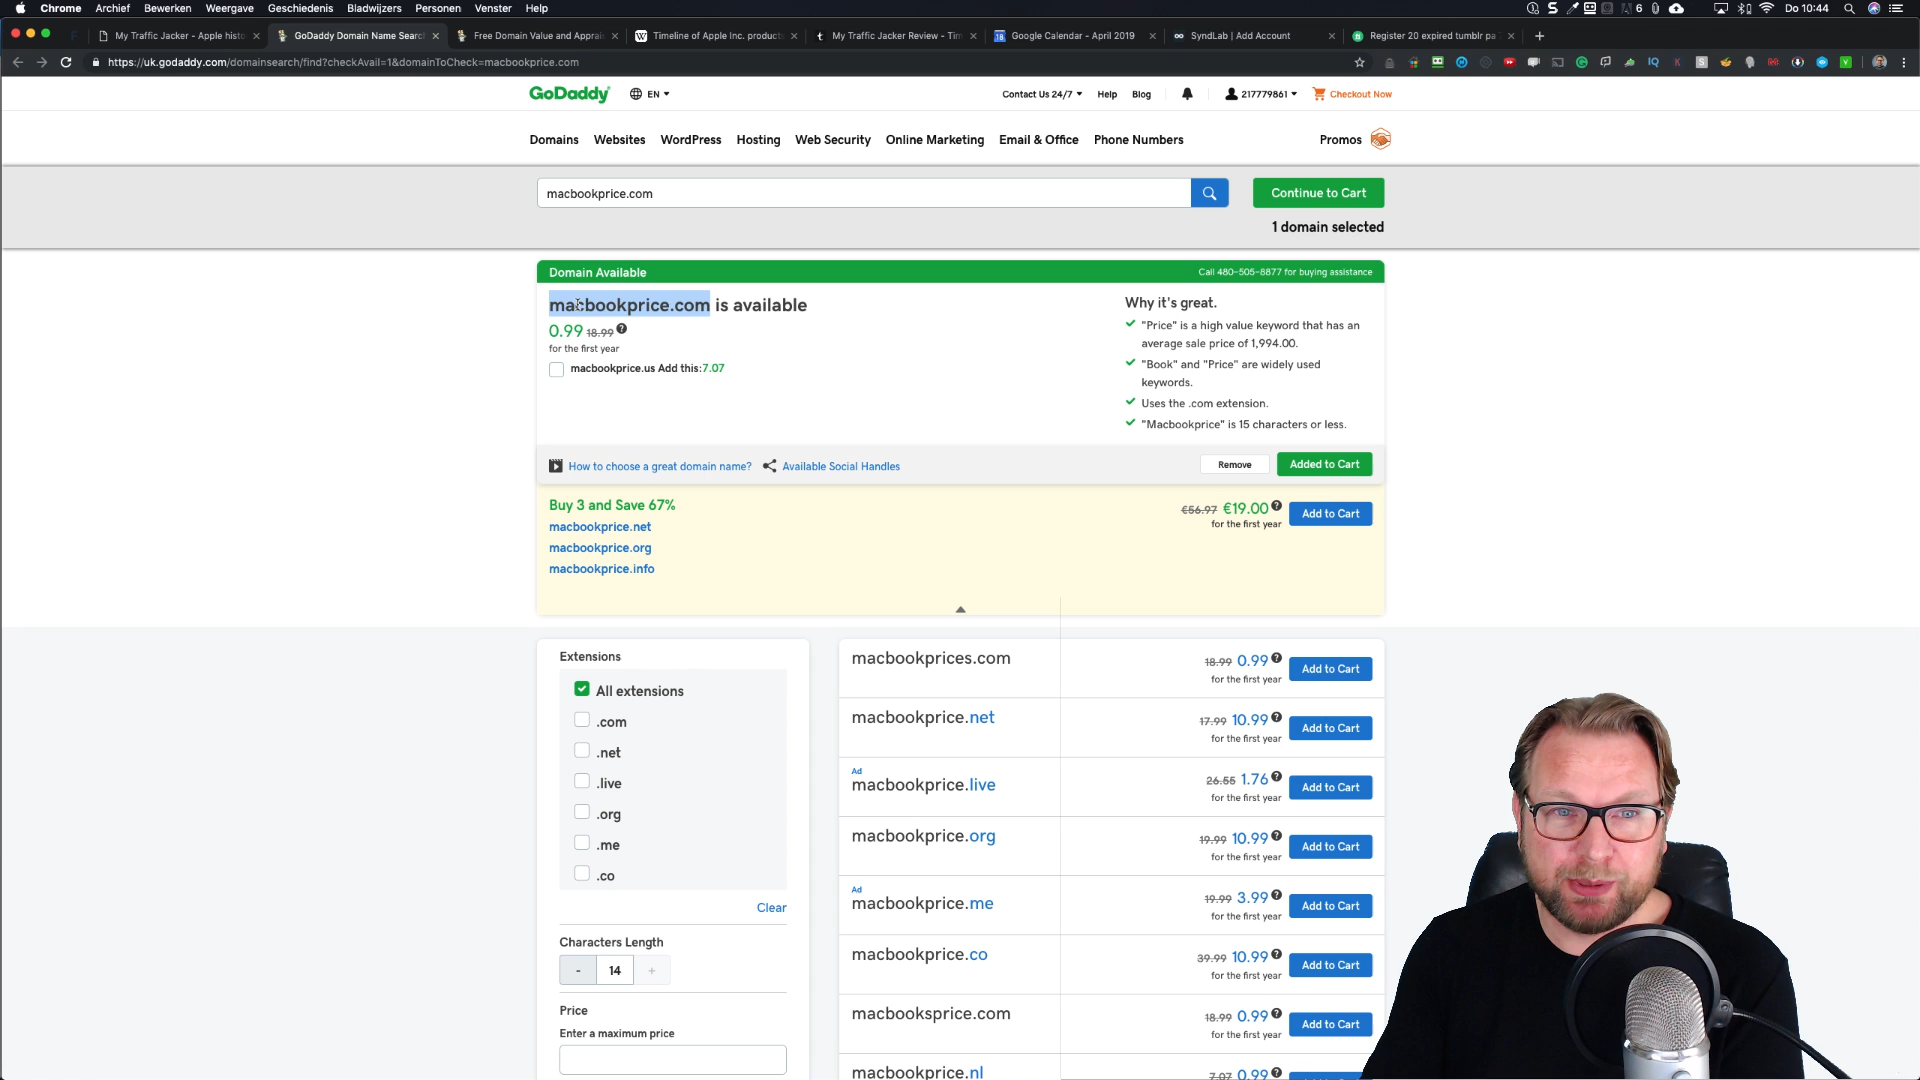 Chrome Archief Bewerken Weergave Geschiedenis Bladwijzers Personen Venster Help
6 Do 10:44
My Traffic Jacker - Apple histo
GoDaddy Domain Name Search
Free Domain Value and Apprais
Timeline of Apple Inc. product
My Traffic Jacker Review - Tim
Google Calendar - April 2019
SyndLab | Add Account
Register 20 expired tumblr pa
https://uk.godaddy.com/domainsearch/find?checkAvail=1&domainToCheck=macbookprice.com
GoDaddy EN
Contact Us 24/7 Help Blog 217779861 Checkout Now
Domains Websites WordPress Hosting Web Security Online Marketing Email & Office Phone Numbers Promos
macbookprice.com
Continue to Cart
1 domain selected
Domain Available
Call 480-505-8877 for buying assistance
macbookprice.com is available
0.99 18.99
for the first year
macbookprice.us Add this:7.07
Why it's great.
"Price" is a high value keyword that has an
average sale price of 1,994.00.
"Book" and "Price" are widely used
keywords.
Uses the .com extension.
"Macbookprice" is 15 characters or less.
How to choose a great domain name? Available Social Handles
Remove Added to Cart
Buy 3 and Save 67%
macbookprice.net
macbookprice.org
macbookprice.info
€56.97 €19.00
for the first year
Add to Cart
Extensions
All extensions
.com
.net
.live
.org
.me
.co
Clear
Characters Length
- 14 +
Price
Enter a maximum price
macbookprices.com 18.99 0.99 Add to Cart
for the first year
macbookprice.net 17.99 10.99 Add to Cart
for the first year
Ad
macbookprice.live 26.55 1.76 Add to Cart
for the first year
macbookprice.org 19.99 10.99 Add to Cart
for the first year
Ad
macbookprice.me 19.99 3.99 Add to Cart
for the first year
macbookprice.co 39.99 10.99 Add to Cart
for the first year
macbooksprice.com 18.99 0.99 Add to Cart
for the first year
macbookprice.nl 7.07 0.99